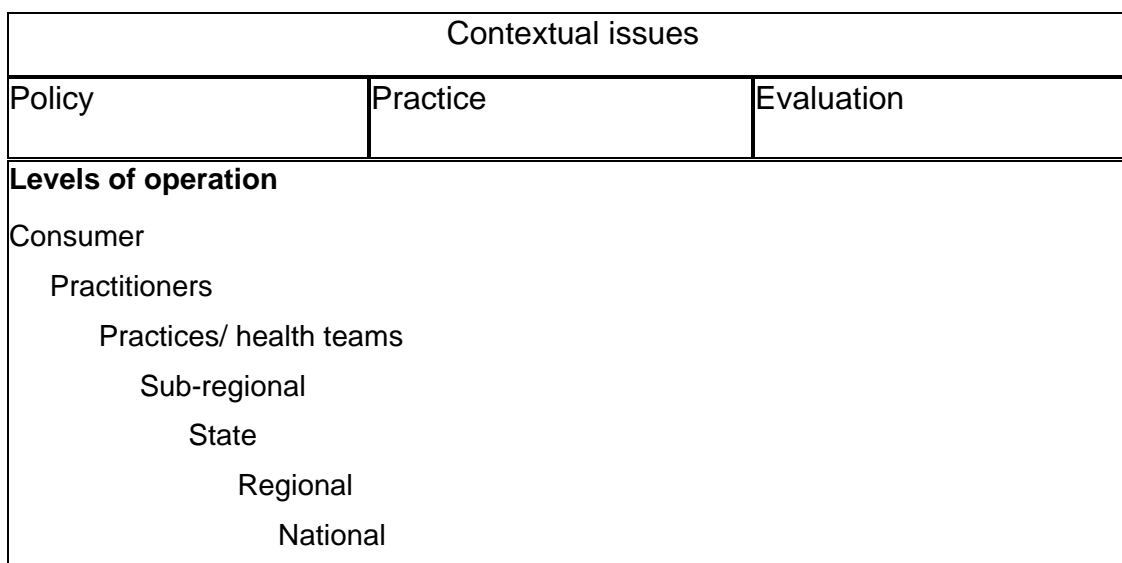 Contextual issues
Policy Practice Evaluation
Levels of operation
Consumer
Practitioners
Practices/ health teams
Sub-regional
State
Regional
National